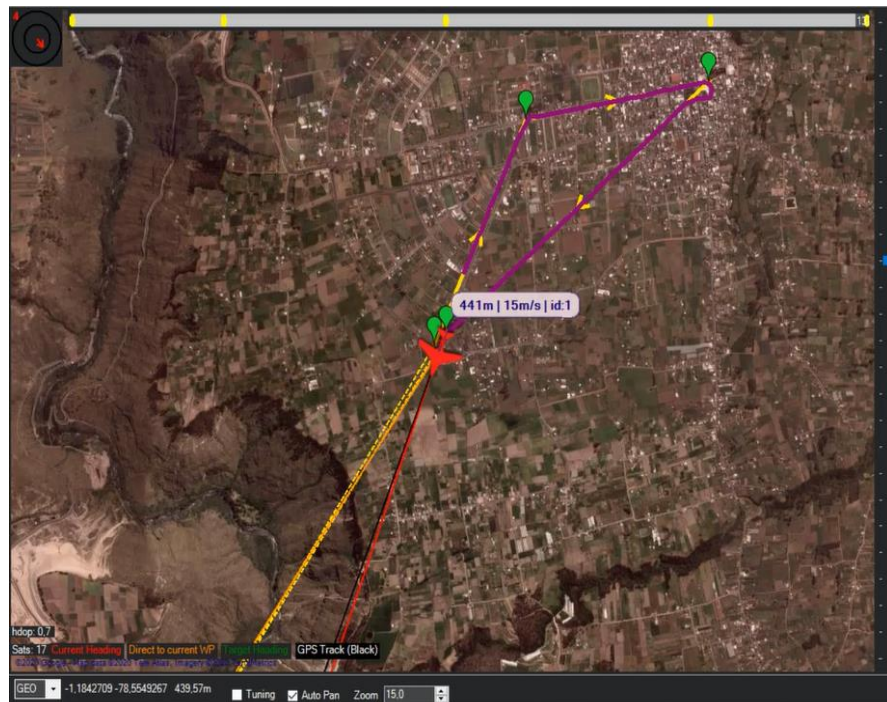 4
441m | 15m/s | id:1
hdop: 0,7
Sats: 17 Current Heading Direct to current WP Target Heading GPS Track (Black)
GEO -1,1842709 -78,5549267 439,57m Tuning Auto Pan Zoom 15,0